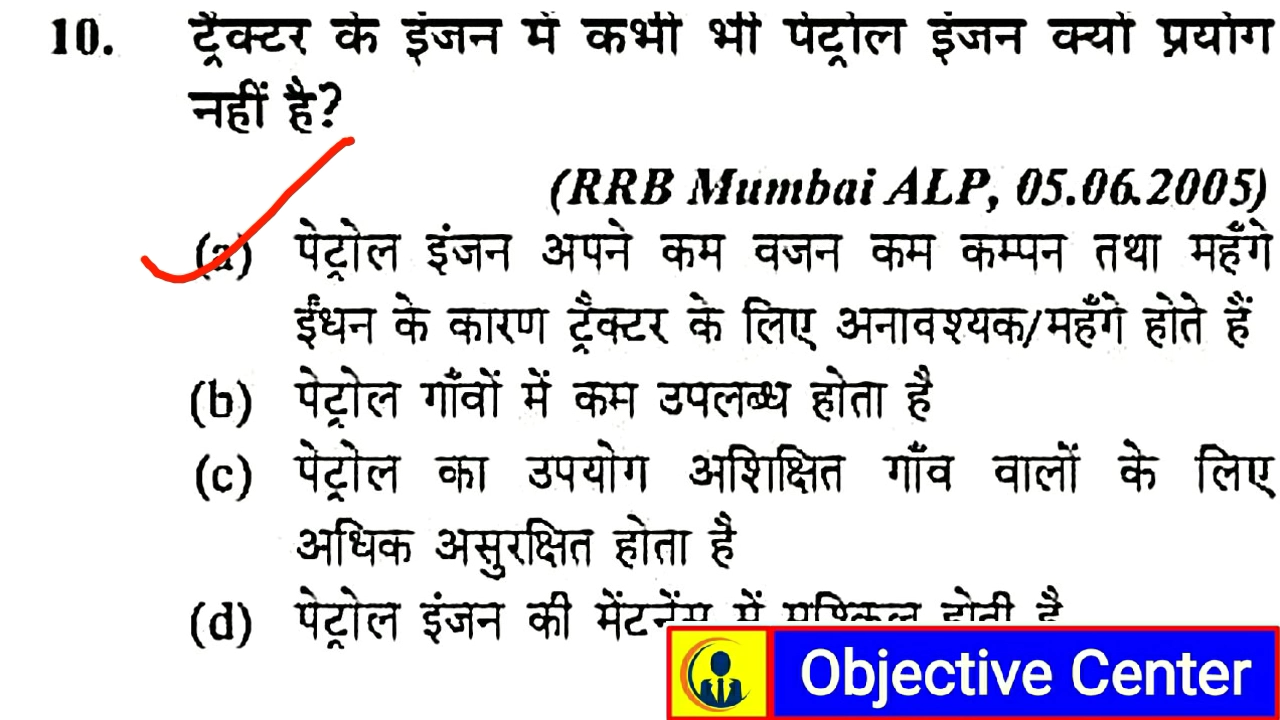 10. ट्रैक्टर के इंजन में कभी भी पेट्रोल इंजन क्यों प्रयोग
नहीं है?
(RRB Mumbai ALP, 05.06.2005)
(a) पेट्रोल इंजन अपने कम वजन कम कम्पन तथा महँगे
ईंधन के कारण ट्रैक्टर के लिए अनावश्यक/महँगे होते हैं
(b) पेट्रोल गाँवों में कम उपलब्ध होता है
(c) पेट्रोल का उपयोग अशिक्षित गाँव वालों के लिए
अधिक असुरक्षित होता है
(d) पेट्रोल इंजन की मेंटनेंस में मुश्किल होती है
Objective Center